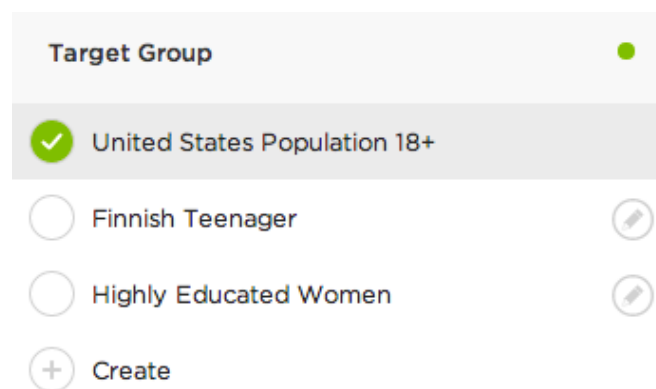 Target Group
United States Population 18+
Finnish Teenager
Highly Educated Women
Create